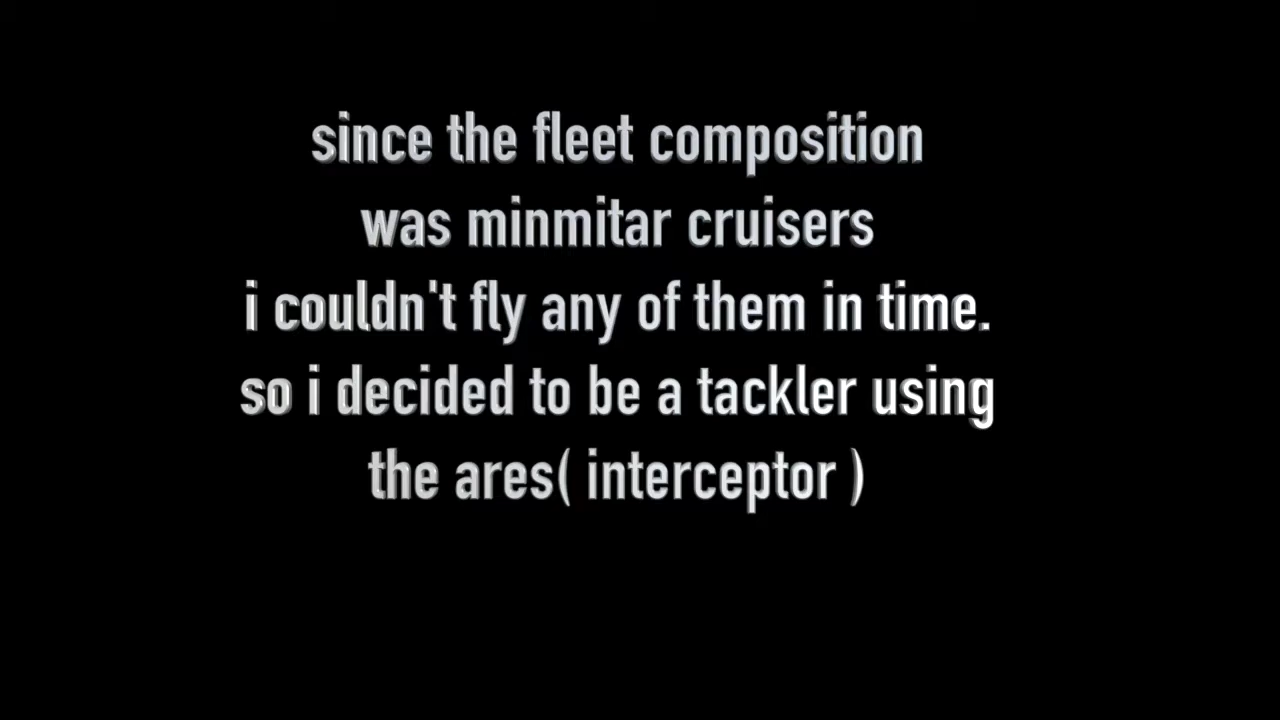 since the fleet composition
was minmitar cruisers
i couldn't fly any of them in time.
so i decided to be a tackler using
the ares( interceptor )